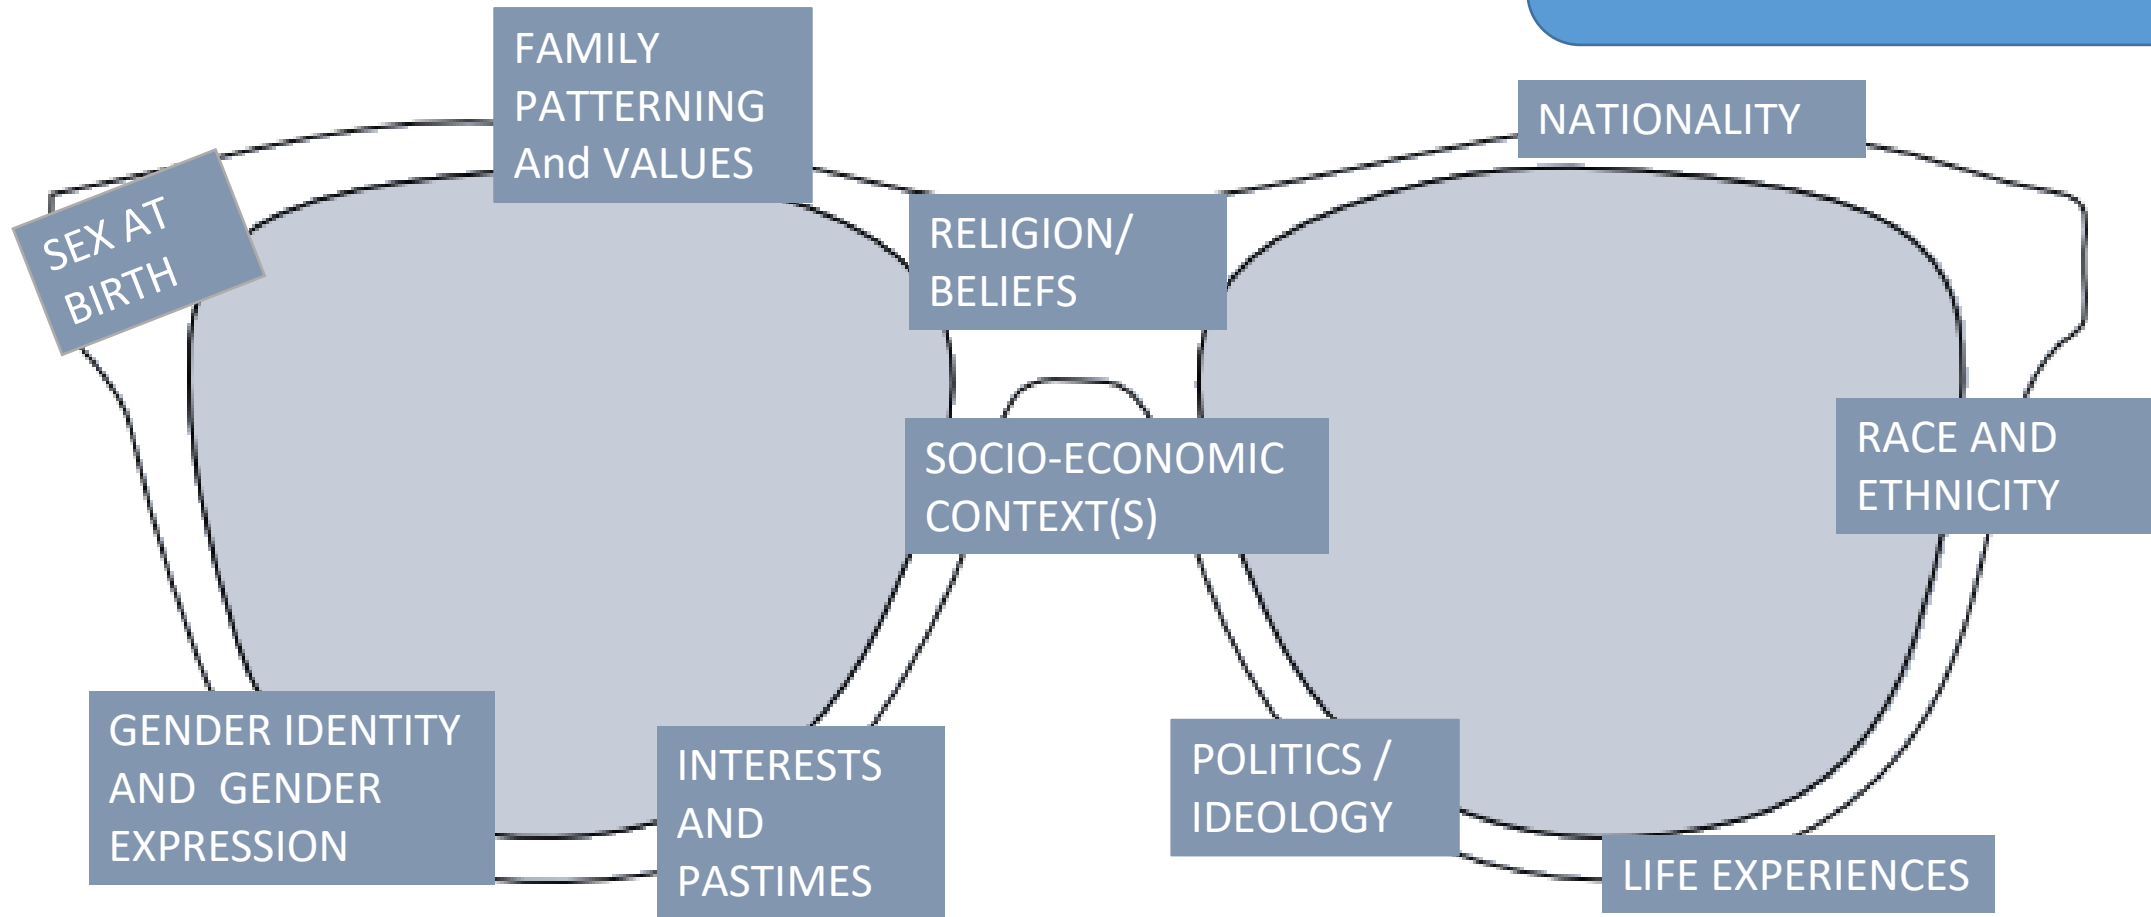 FAMILY
PATTERNING
And VALUES
NATIONALITY
SEX AT
BIRTH
RELIGION/
BELIEFS
SOCIO-ECONOMIC
CONTEXT(S)
RACE AND
ETHNICITY
GENDER IDENTITY
AND  GENDER
EXPRESSION
INTERESTS
AND
PASTIMES
POLITICS /
IDEOLOGY
LIFE EXPERIENCES